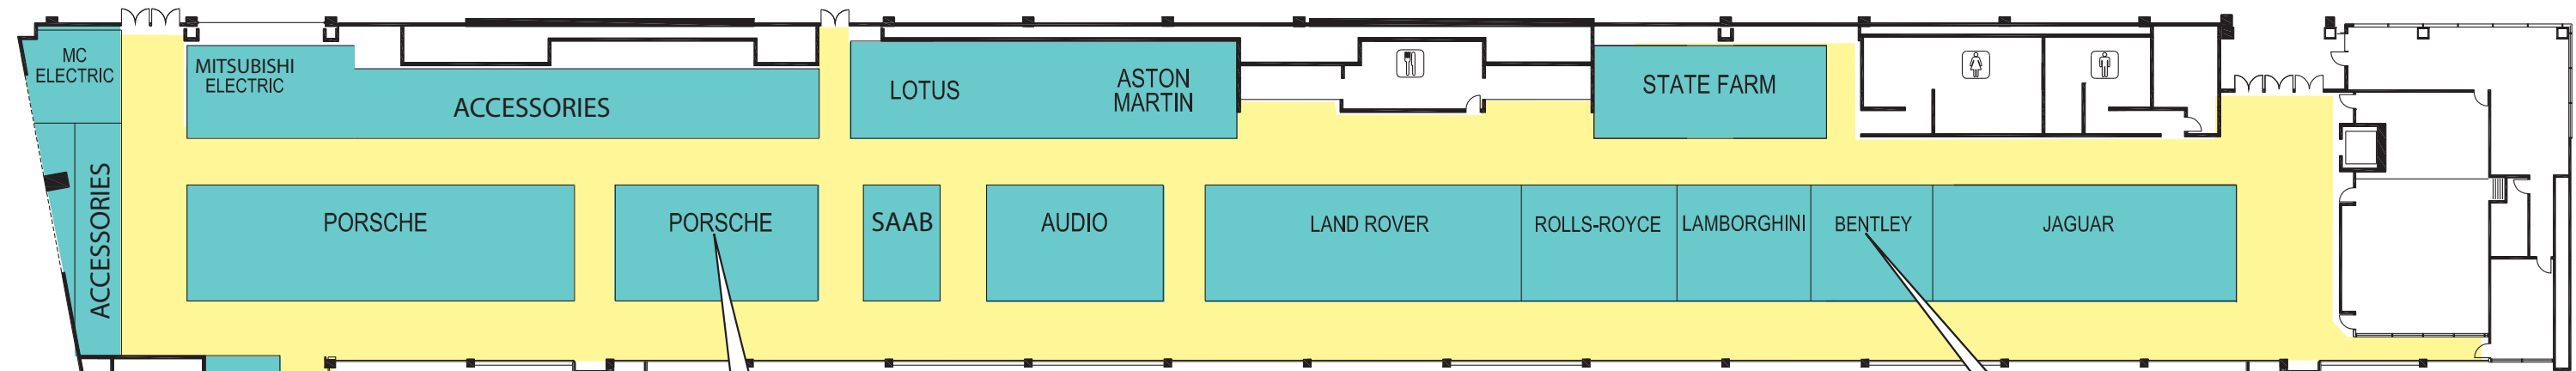 MC
ELECTRIC
MITSUBISHI
ELECTRIC
ACCESSORIES
LOTUS
ASTON
MARTIN
STATE FARM
ACCESSORIES
PORSCHE
PORSCHE
SAAB
AUDIO
LAND ROVER
ROLLS-ROYCE
LAMBORGHINI
BENTLEY
JAGUAR